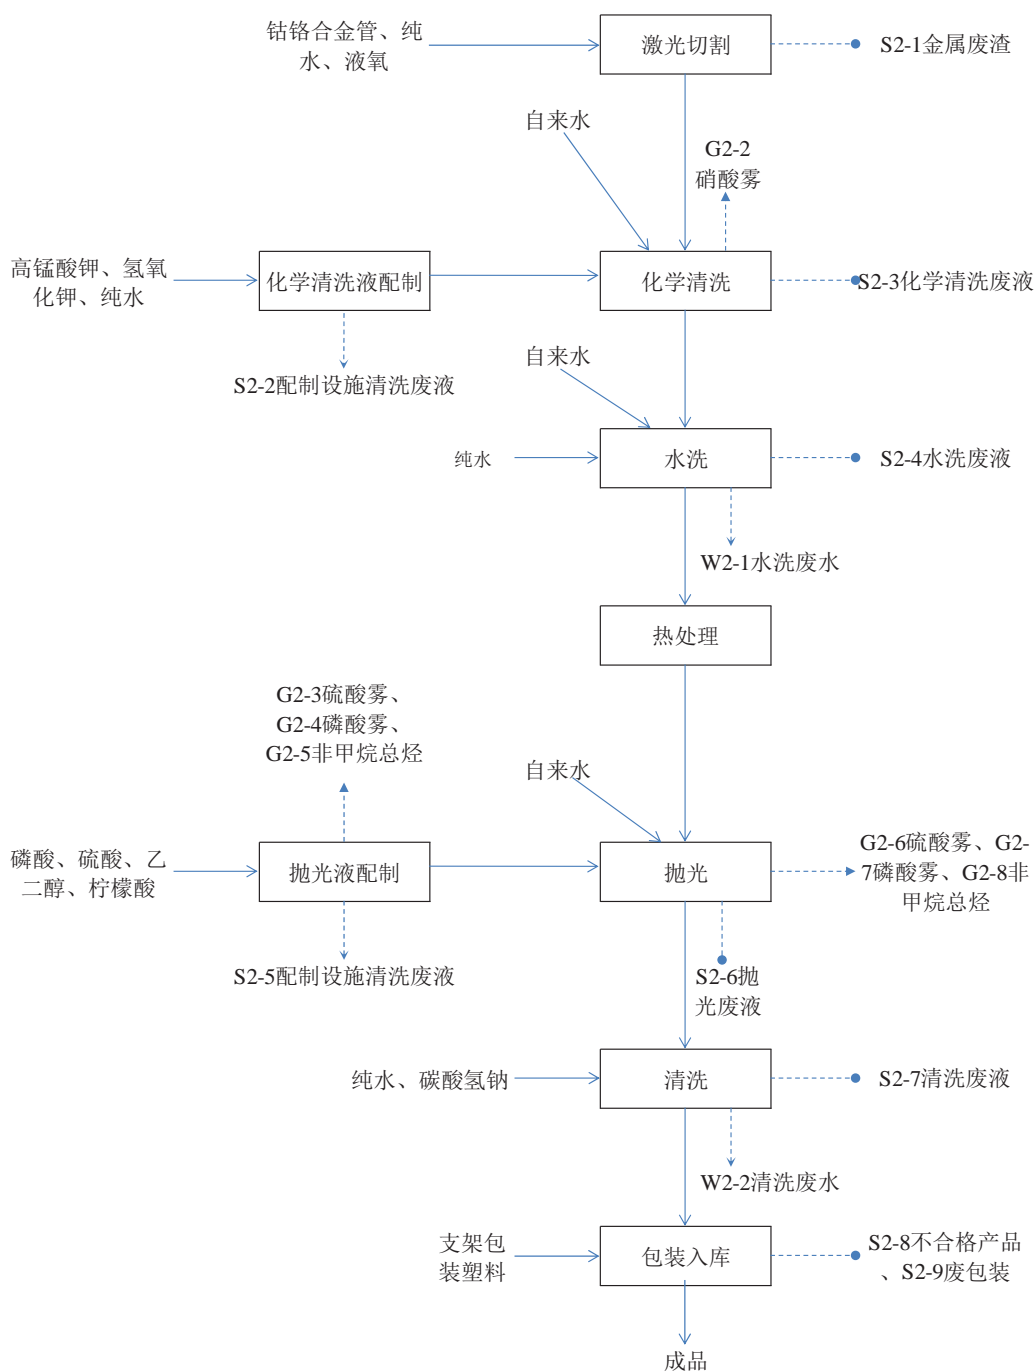 钴铬合金管、纯
水、液氧
激光切割
S2-1金属废渣
自来水
G2-2
硝酸雾
高锰酸钾、氢氧
化钾、纯水
化学清洗液配制
化学清洗
S2-3化学清洗废液
S2-2配制设施清洗废液
自来水
纯水
水洗
S2-4水洗废液
W2-1水洗废水
热处理
G2-3硫酸雾、
G2-4磷酸雾、
G2-5非甲烷总烃
自来水
磷酸、硫酸、乙
二醇、柠檬酸
抛光液配制
抛光
G2-6硫酸雾、G2-
7磷酸雾、G2-8非
甲烷总烃
S2-5配制设施清洗废液
S2-6抛
光废液
纯水、碳酸氢钠
清洗
S2-7清洗废液
W2-2清洗废水
支架包
装塑料
包装入库
S2-8不合格产品
、S2-9废包装
成品